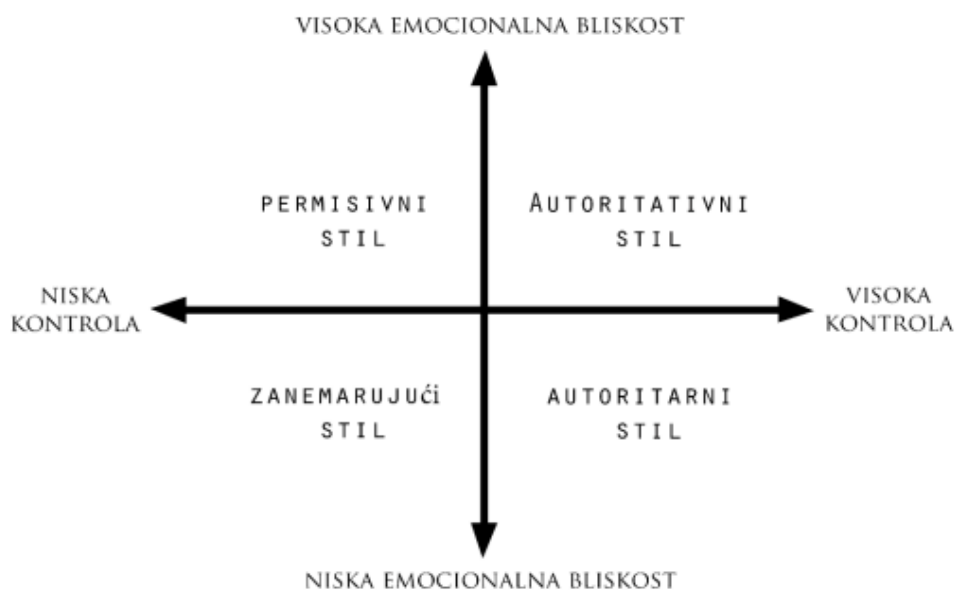 VISOKA EMOCIONALNA BLISKOST
PERMISIVNI
STIL
AUTORITATIVNI
STIL
NISKA
KONTROLA
VISOKA
KONTROLA
ZANEMARUJUći
STIL
AUTORITARNI
STIL
NISKA EMOCIONALNA BLISKOST